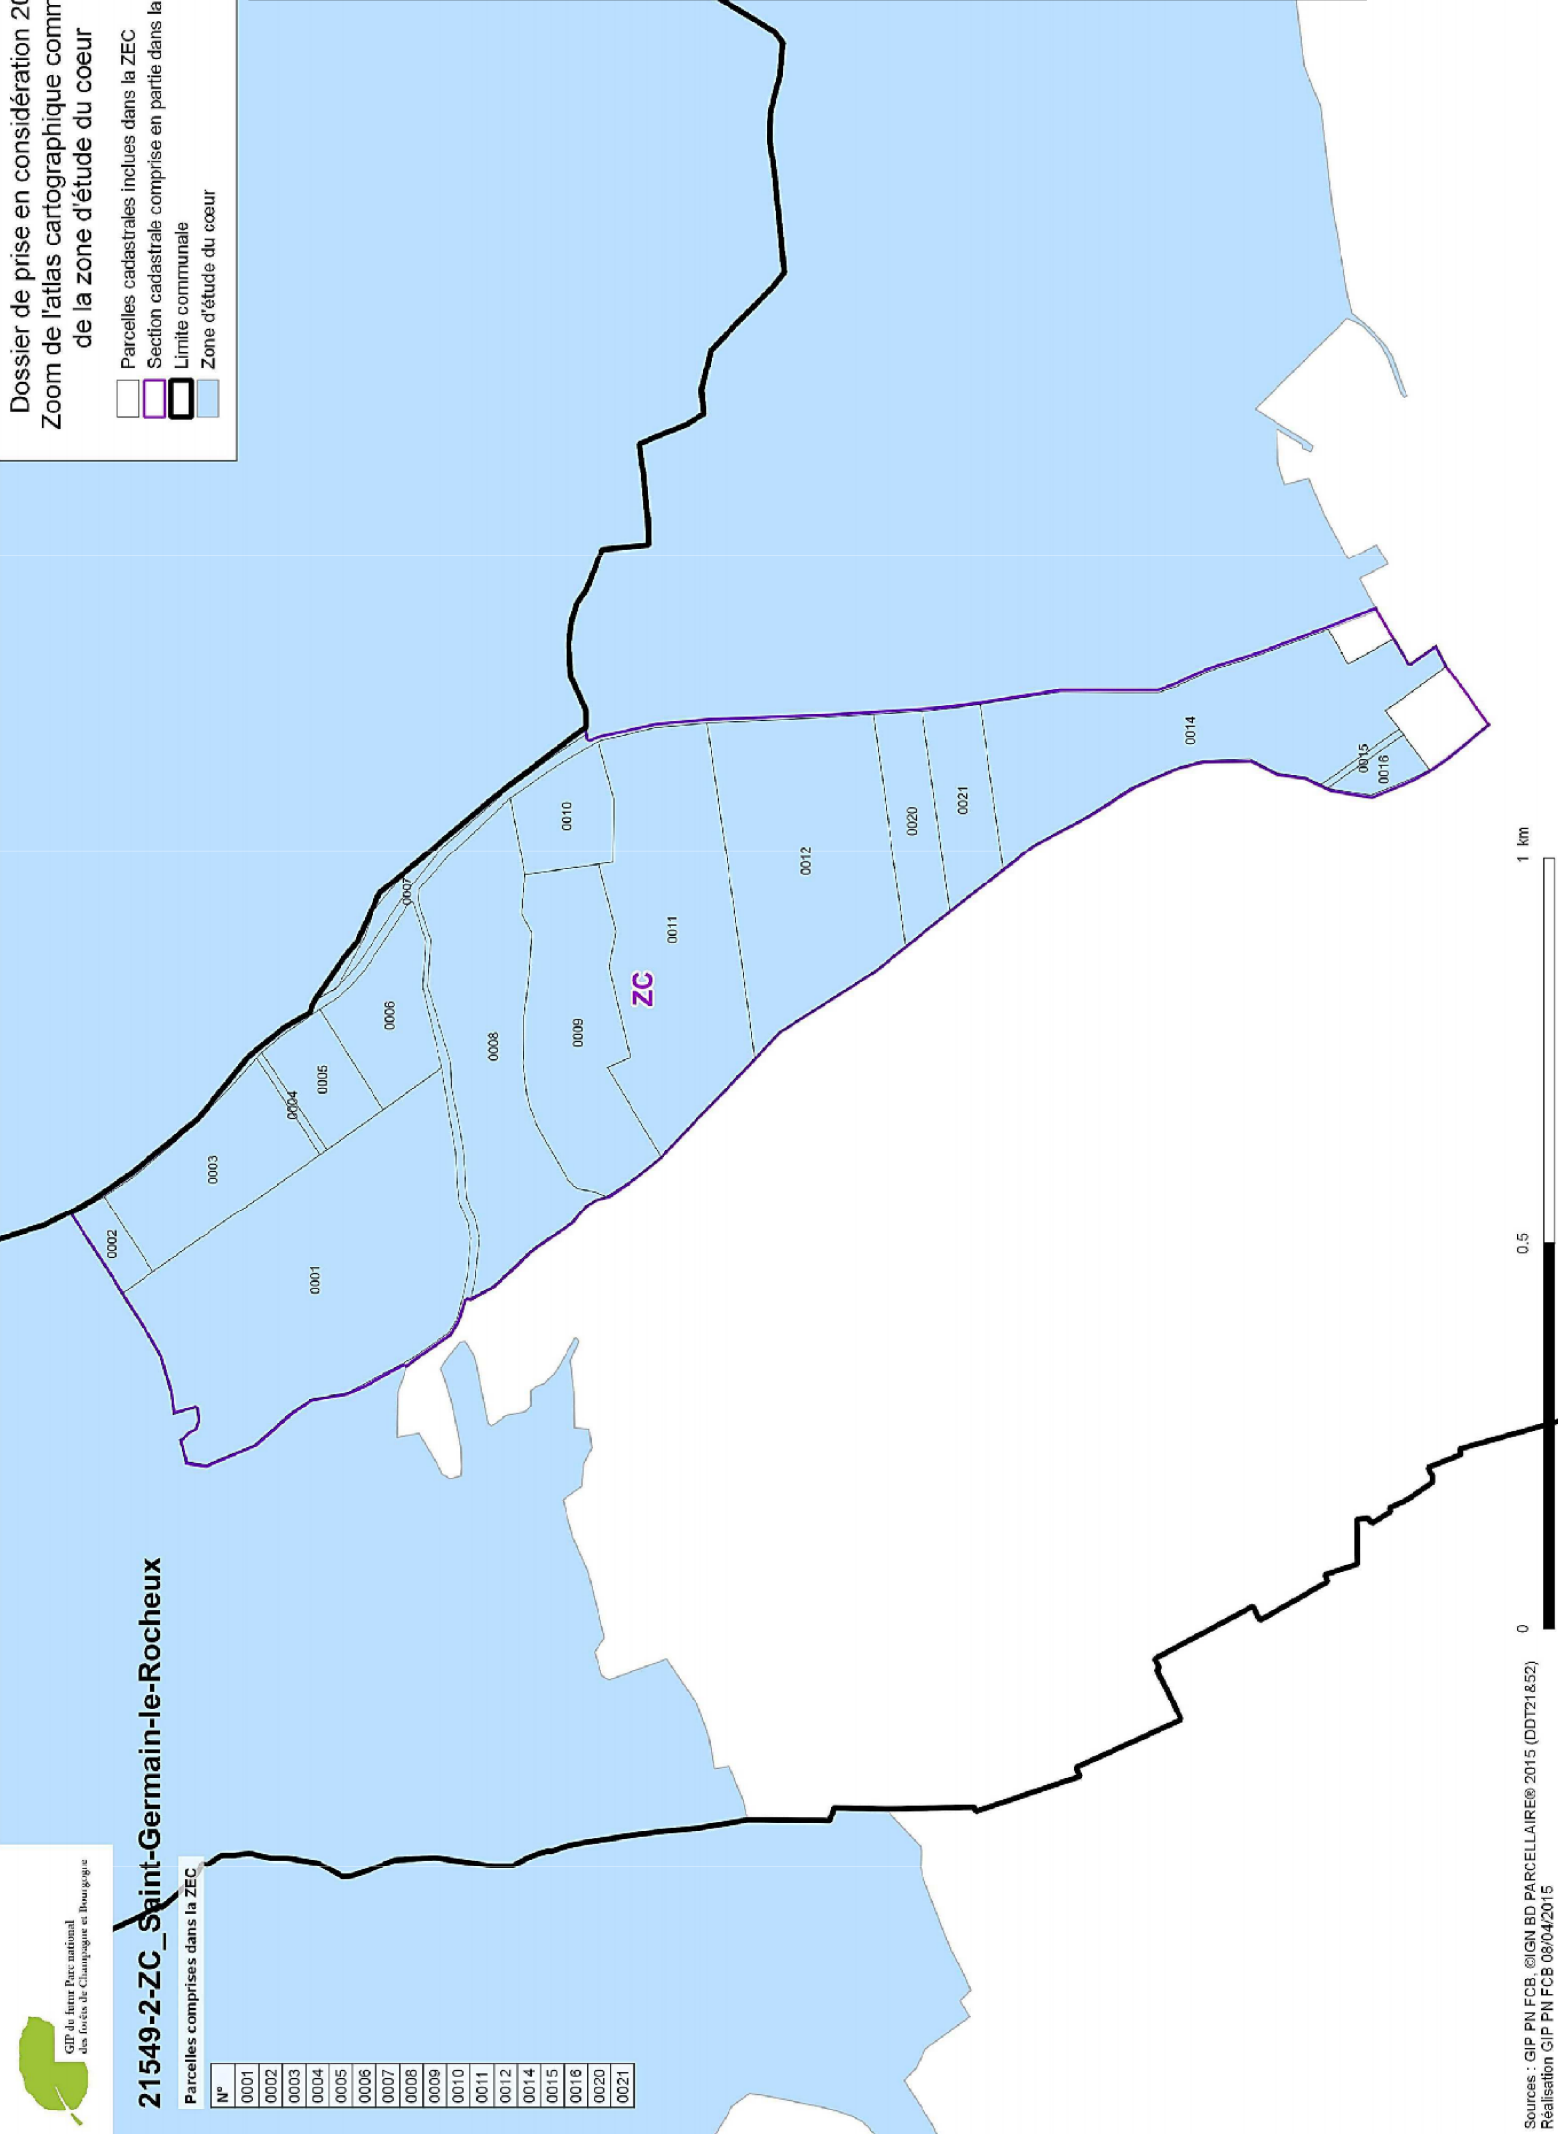 GIP du futur Parc national
des forêts de Champagne et Bourgogne
21549-2-ZC_Saint-Germain-le-Rocheux
Parcelles comprises dans la ZEC
N°
0001
0002
0003
0004
0005
0006
0007
0008
0009
0010
0011
0012
0014
0015
0016
0020
0021
Dossier de prise en considération 20
Zoom de l'atlas cartographique comm
de la zone d'étude du coeur
Parcelles cadastrales inclues dans la ZEC
Section cadastrale comprise en partie dans la
Limite communale
Zone d'étude du cœur
0002
0003
0001
0004
0005
0006
0007
0008
0009
0010
0011
ZC
0012
0020
0021
0014
0015
0016
0
0.5
1 km
Sources : GIP PN FCB, ©IGN BD PARCELLAIRE® 2015 (DDT21&52)
Réalisation GIP PN FCB 08/04/2015